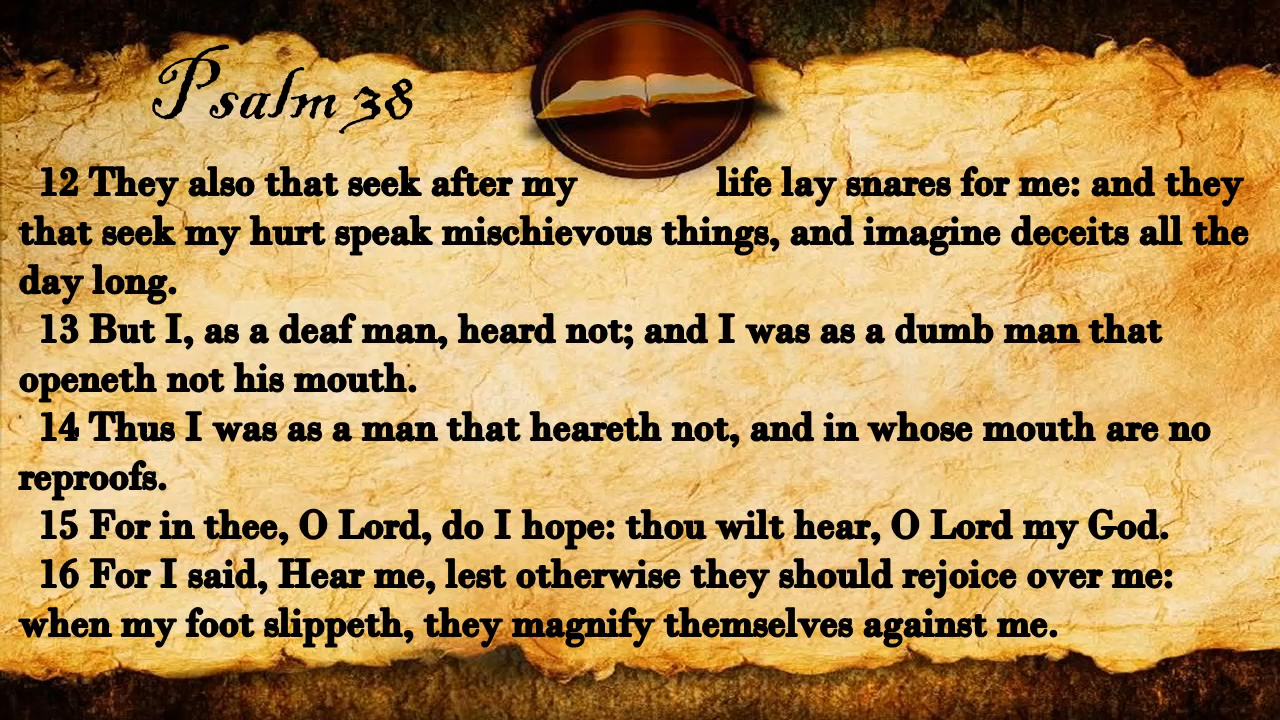 Psalm 38
12 They also that seek after my life lay snares for me: and they
that seek my hurt speak mischievous things, and imagine deceits all the
day long.
13 But I, as a deaf man, heard not; and I was as a dumb man that
openeth not his mouth.
14 Thus I was as a man that heareth not, and in whose mouth are no
reproofs.
15 For in thee, O Lord, do I hope: thou wilt hear, O Lord my God.
16 For I said, Hear me, lest otherwise they should rejoice over me:
when my foot slippeth, they magnify themselves against me.